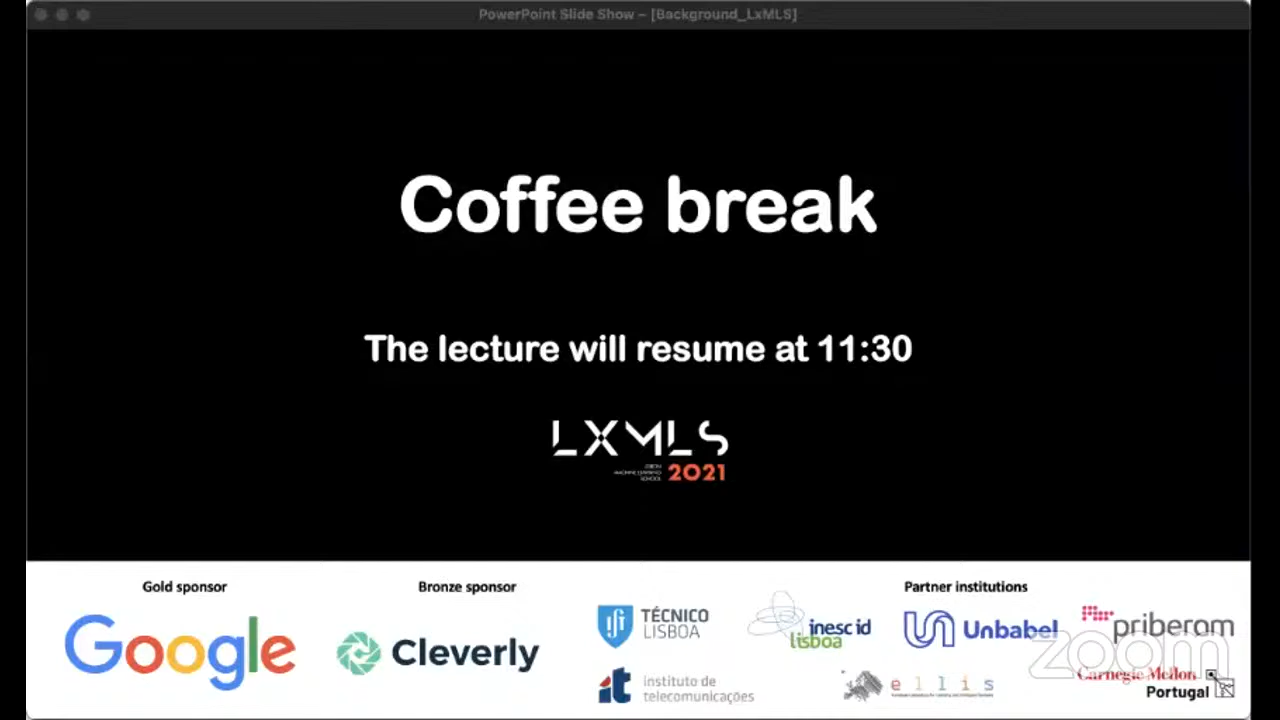 PowerPoint Slide Show – [Background_LxMLS]
Coffee break
The lecture will resume at 11:30
LXMLS
2021
Gold sponsor
Bronze sponsor
Partner institutions
Google
Cleverly
TÉCNICO
LISBOA
inesc id
lisboa
Unbabel
priberam
instituto de
telecomunicações
ellis
Carnegie Mellon
Portugal
zoom